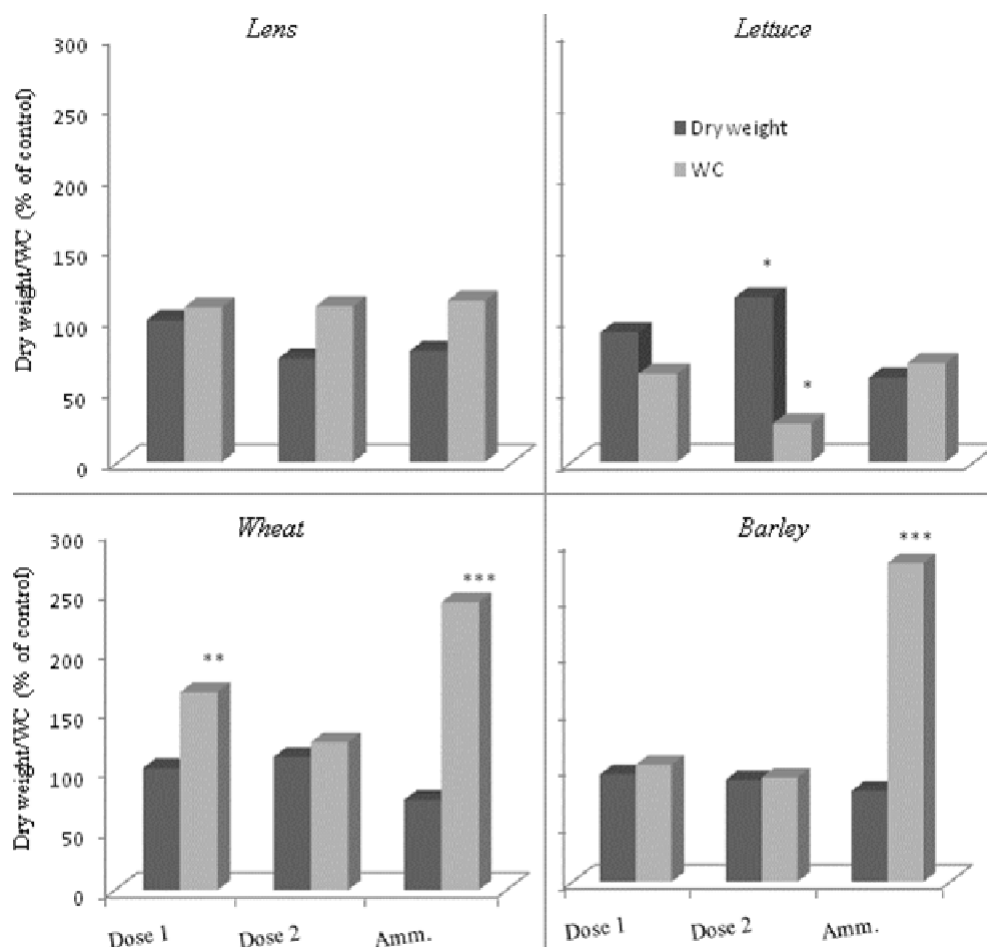 Lens
Lettuce
Dry weight/WC (% of control)
300
250
200
150
100
50
0
Dry weight
WC
*
*
Wheat
Barley
Dry weight/WC (% of control)
300
250
200
150
100
50
0
**
***
***
Dose 1
Dose 2
Amm.
Dose 1
Dose 2
Amm.